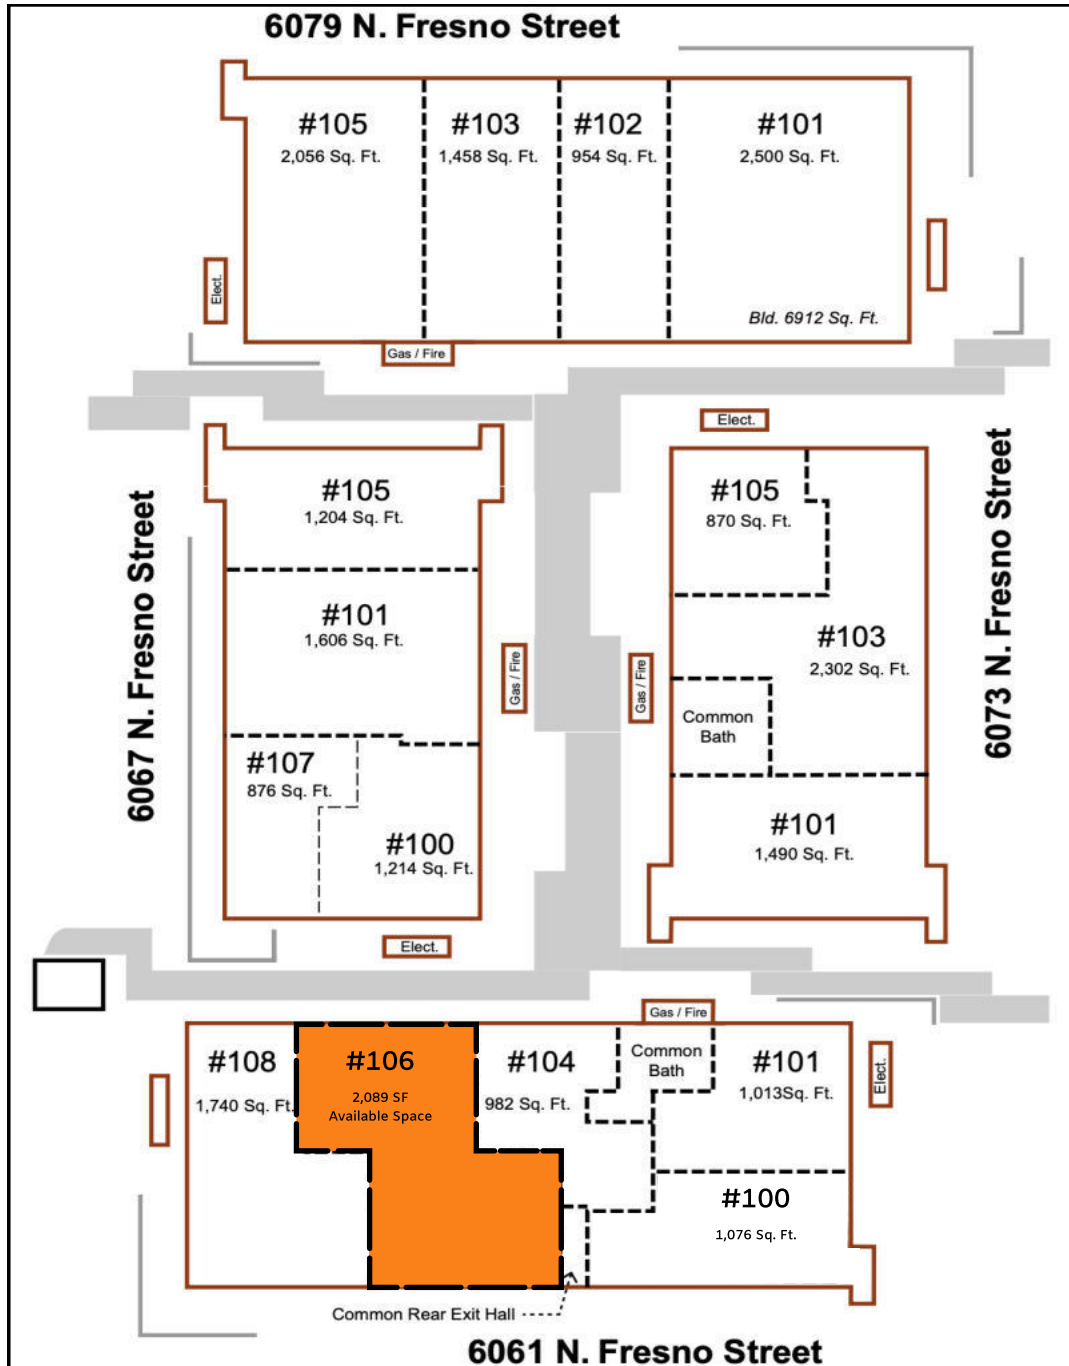 6079 N. Fresno Street
#105
2,056 Sq. Ft.
#103
1,458 Sq. Ft.
#102
954 Sq. Ft.
#101
2,500 Sq. Ft.
Bld. 6912 Sq. Ft.
Elect.
Gas / Fire
6067 N. Fresno Street
#105
1,204 Sq. Ft.
#101
1,606 Sq. Ft.
#107
876 Sq. Ft.
#100
1,214 Sq. Ft.
Gas / Fire
Elect.
Elect.
#105
870 Sq. Ft.
#103
2,302 Sq. Ft.
Common
Bath
#101
1,490 Sq. Ft.
Gas / Fire
6073 N. Fresno Street
Gas / Fire
#108
1,740 Sq. Ft.
#106
2,089 SF
Available Space
#104
982 Sq. Ft.
Common
Bath
#101
1,013Sq. Ft.
Elect.
#100
1,076 Sq. Ft.
Common Rear Exit Hall
6061 N. Fresno Street